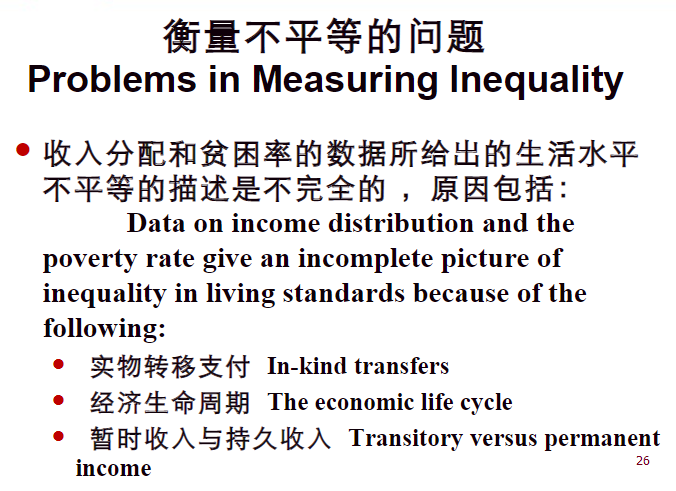 衡量不平等的问题
Problems in Measuring Inequality
收入分配和贫困率的数据所给出的生活水平
不平等的描述是不完全的 ，原因包括：
Data on income distribution and the
poverty rate give an incomplete picture of
inequality in living standards because of the
following:
实物转移支付 In-kind transfers
经济生命周期 The economic life cycle
暂时收入与持久收入 Transitory versus permanent
income
26